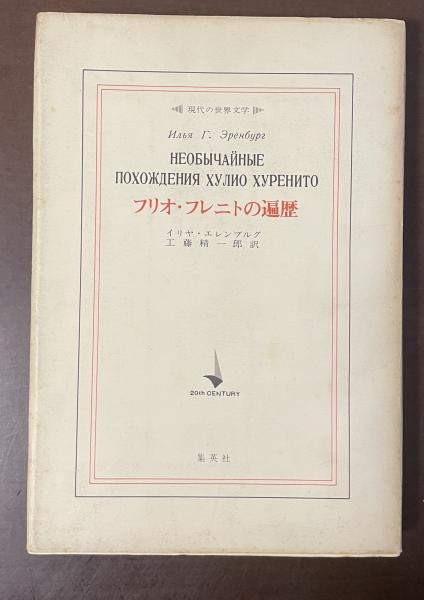 現代の世界文学
Илья Г. Эренбург
НЕОБЫЧАЙНЫЕ
ПОХОЖДЕНИЯ ХУЛИО ХУРЕНИТО
フリオ・フレニトの遍歴
イリヤ・エレンブルグ
工藤精一郎訳
20th CENTURY
集英社